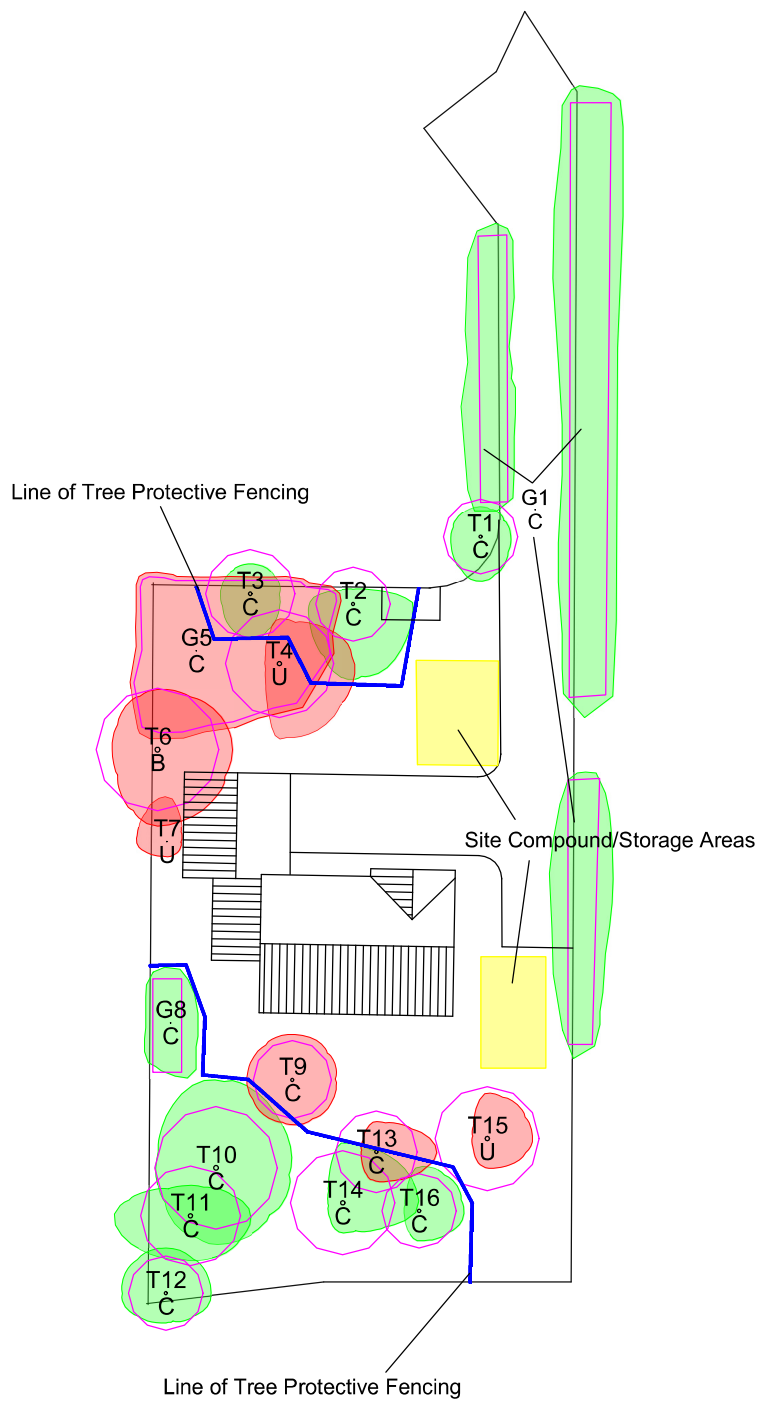 Line of Tree Protective Fencing
G1
C
T1
C
T3
C
T2
C
G5
C
T4
U
T6
B
T7
U
Site Compound/Storage Areas
G8
C
T9
C
T15
U
T13
C
T10
C
T14
C
T16
C
T11
C
T12
C
Line of Tree Protective Fencing